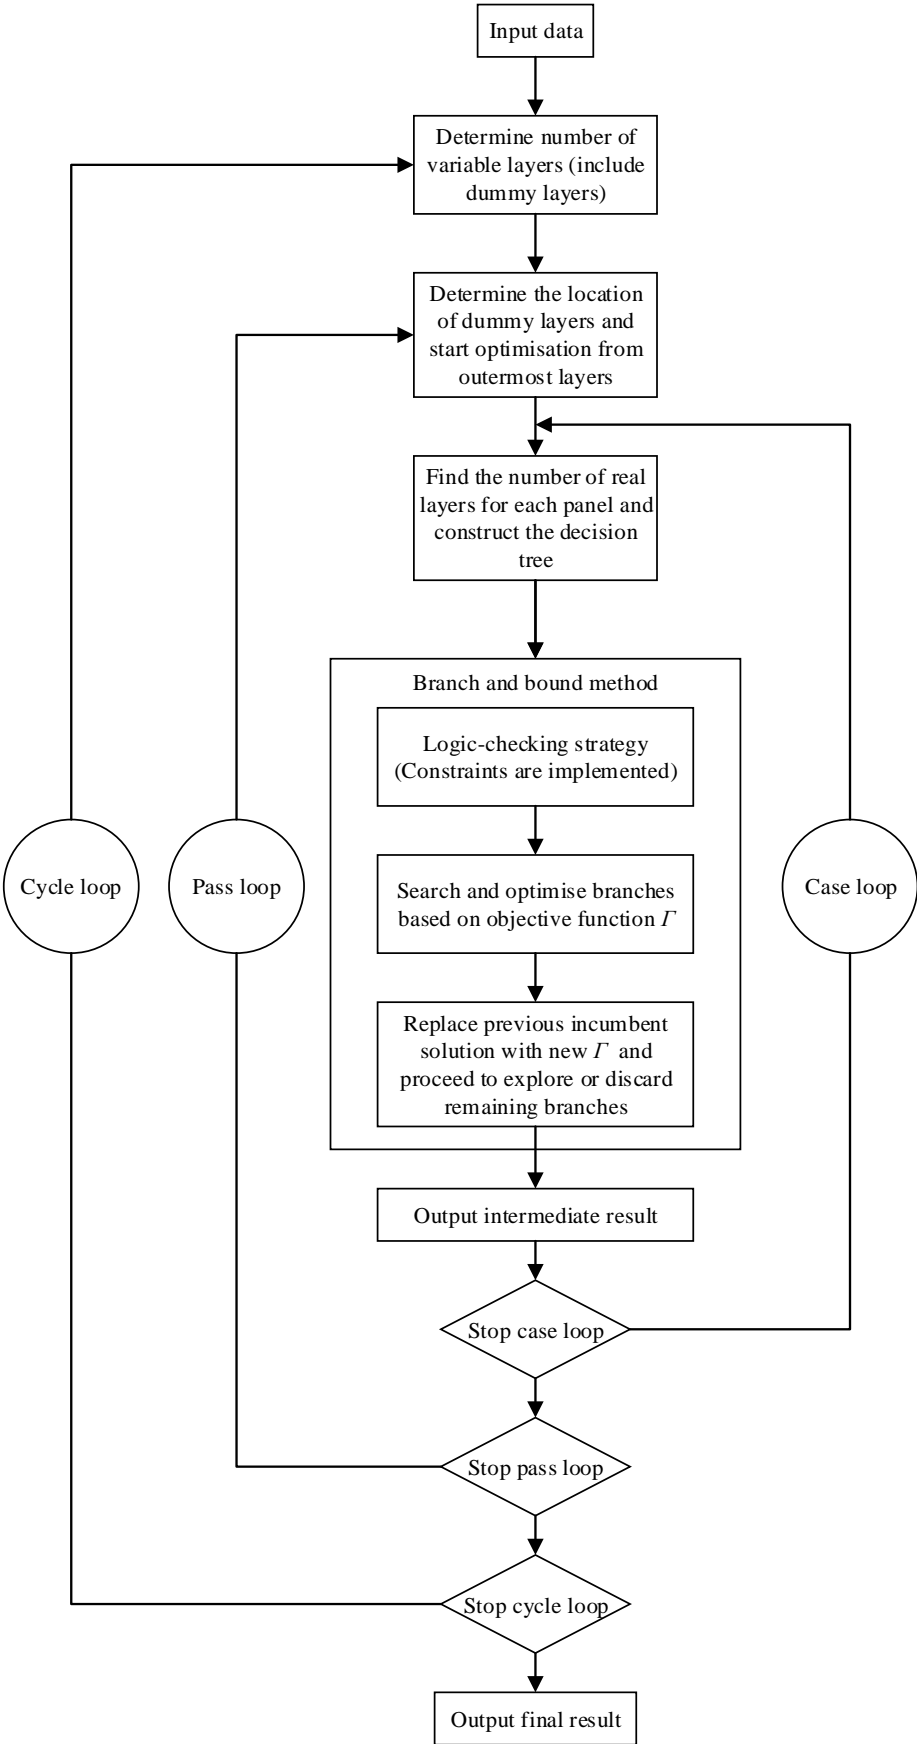 Input data
Determine number of
variable layers (include
dummy layers)
Determine the location
of dummy layers and
start optimisation from
outermost layers
Find the number of real
layers for each panel and
construct the decision
tree
Branch and bound method
Logic-checking strategy
(Constraints are implemented)
Cycle loop
Pass loop
Search and optimise branches
based on objective function Γ
Case loop
Replace previous incumbent
solution with new Γ and
proceed to explore or discard
remaining branches
Output intermediate result
Stop case loop
Stop pass loop
Stop cycle loop
Output final result